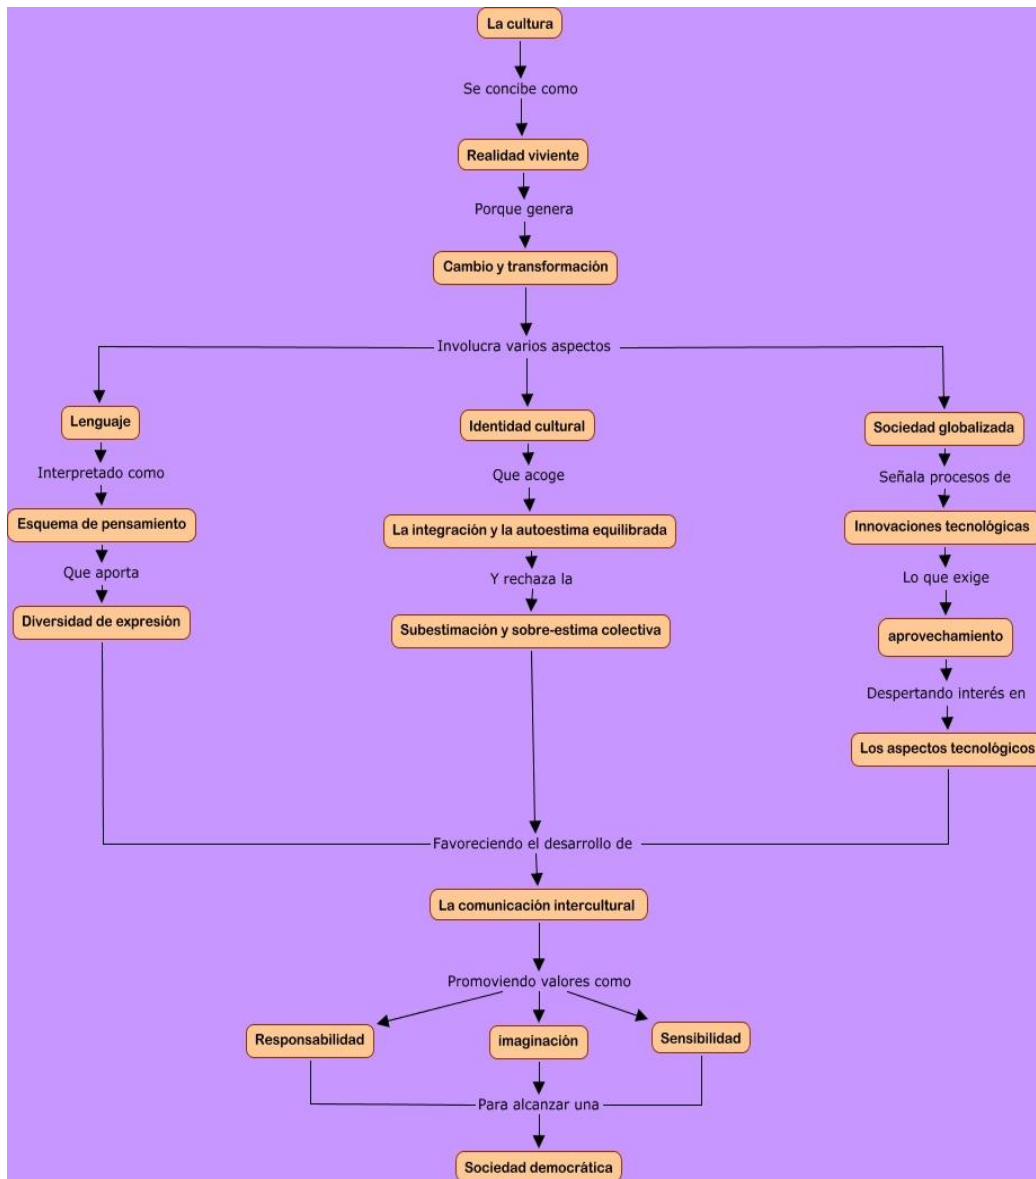 La cultura
Se concibe como
Realidad viviente
Porque genera
Cambio y transformación
Involucra varios aspectos
Lenguaje
Identidad cultural
Sociedad globalizada
Interpretado como
Que acoge
Señala procesos de
Esquema de pensamiento
La integración y la autoestima equilibrada
Innovaciones tecnológicas
Que aporta
Y rechaza la
Lo que exige
Diversidad de expresión
Subestimación y sobre-estima colectiva
aprovechamiento
Despertando interés en
Los aspectos tecnológicos
Favoreciendo el desarrollo de
La comunicación intercultural
Promoviendo valores como
Responsabilidad
imaginación
Sensibilidad
Para alcanzar una
Sociedad democrática